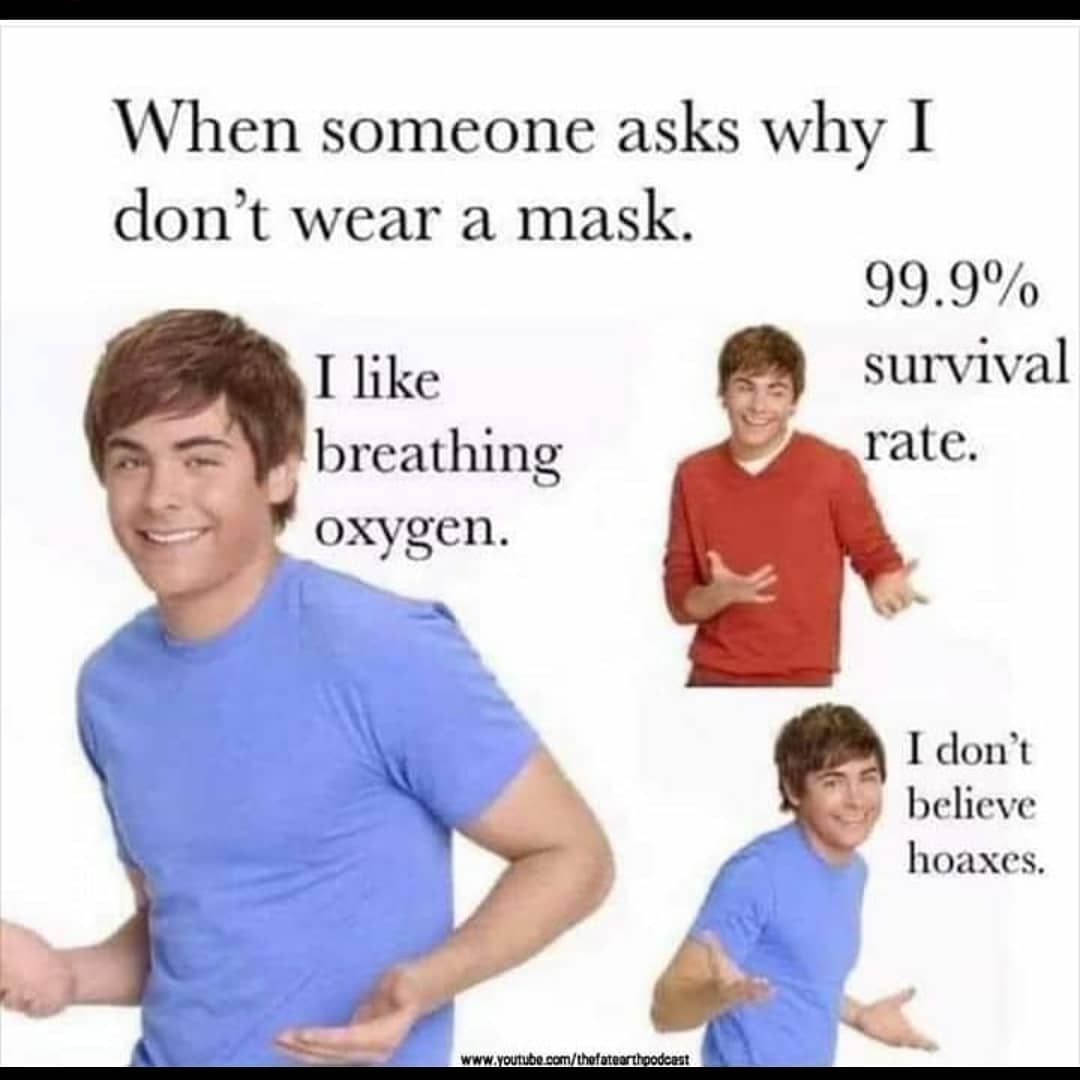 When someone asks why I
don't wear a mask.
99.9%
survival
rate.
I like
breathing
oxygen.
I don't
believe
hoaxes.
www.youtube.com/thefatearthpodcast